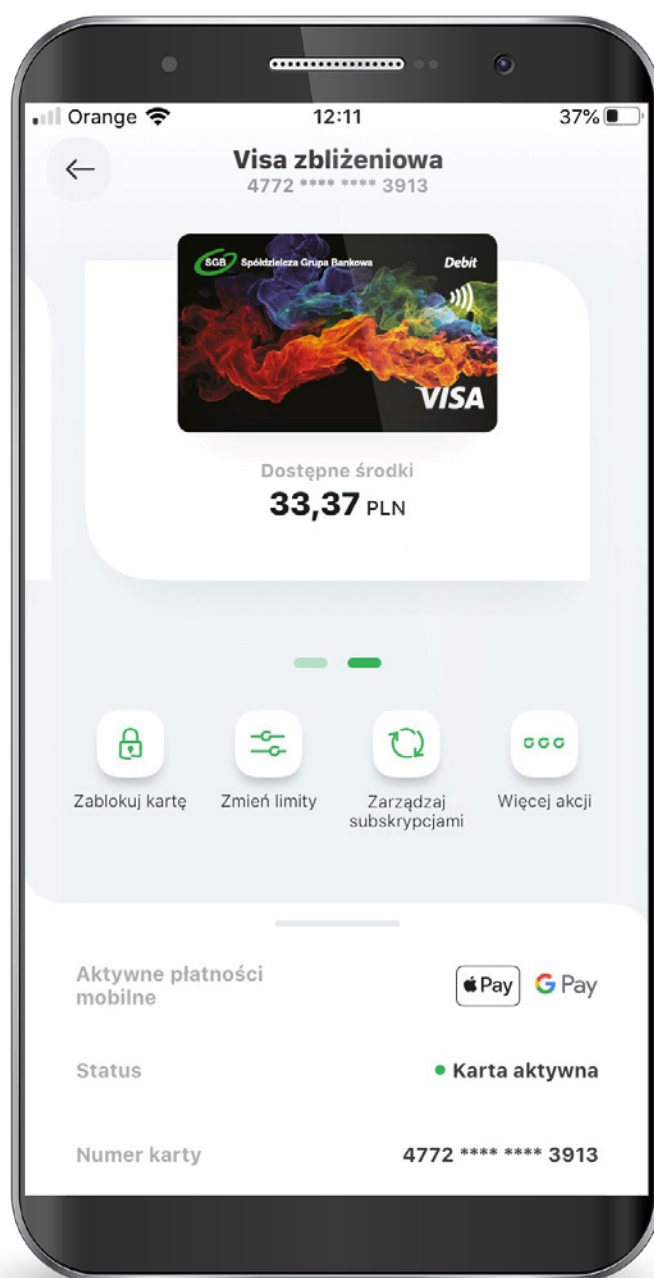 Orange 12:11 37%
Visa zbliżeniowa
4772 **** **** 3913
SGB Spółdzielcza Grupa Bankowa Debit
VISA
Dostępne środki
33,37 PLN
Zablokuj kartę Zmień limity Zarządzaj subskrypcjami Więcej akcji
Aktywne płatności
mobilne
Pay G Pay
Status Karta aktywna
Numer karty 4772 **** **** 3913